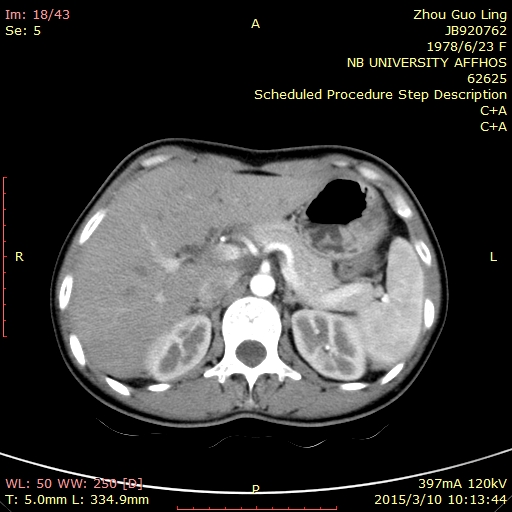 Im: 18/43
Se: 5
A
Zhou Guo Ling
JB920762
1978/6/23 F
NB UNIVERSITY AFFHOS
62625
Scheduled Procedure Step Description
C+A
C+A
R
L
WL: 50 WW: 250 [D]
T: 5.0mm L: 334.9mm
P
397mA 120kV
2015/3/10 10:13:44